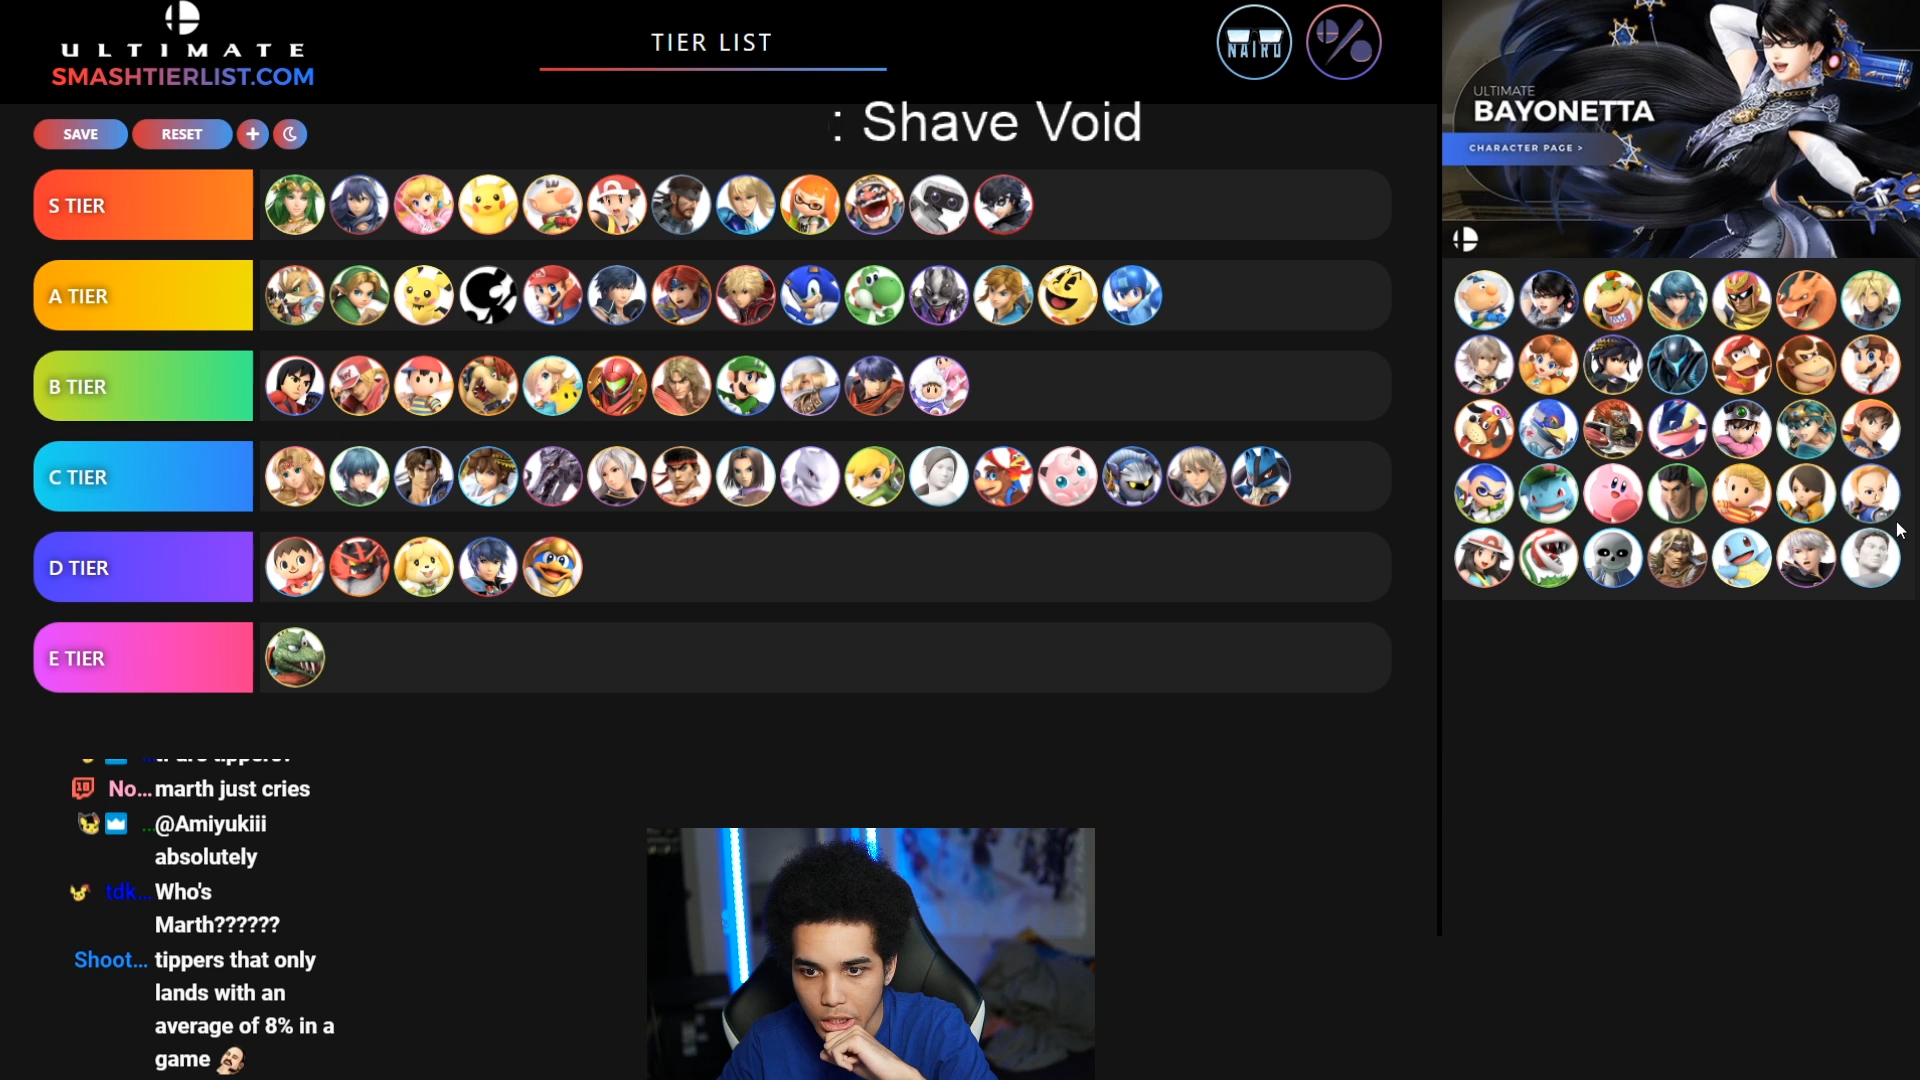 ULTIMATE
SMASHTIERLIST.COM
TIER LIST
NAIRU
: Shave Void
SAVE
RESET
+
S TIER
A TIER
B TIER
C TIER
D TIER
E TIER
ULTIMATE
BAYONETTA
CHARACTER PAGE >
No... marth just cries
... @Amiyukiii
absolutely
tdk... Who's
Marth??????
Shoot... tippers that only
lands with an
average of 8% in a
game